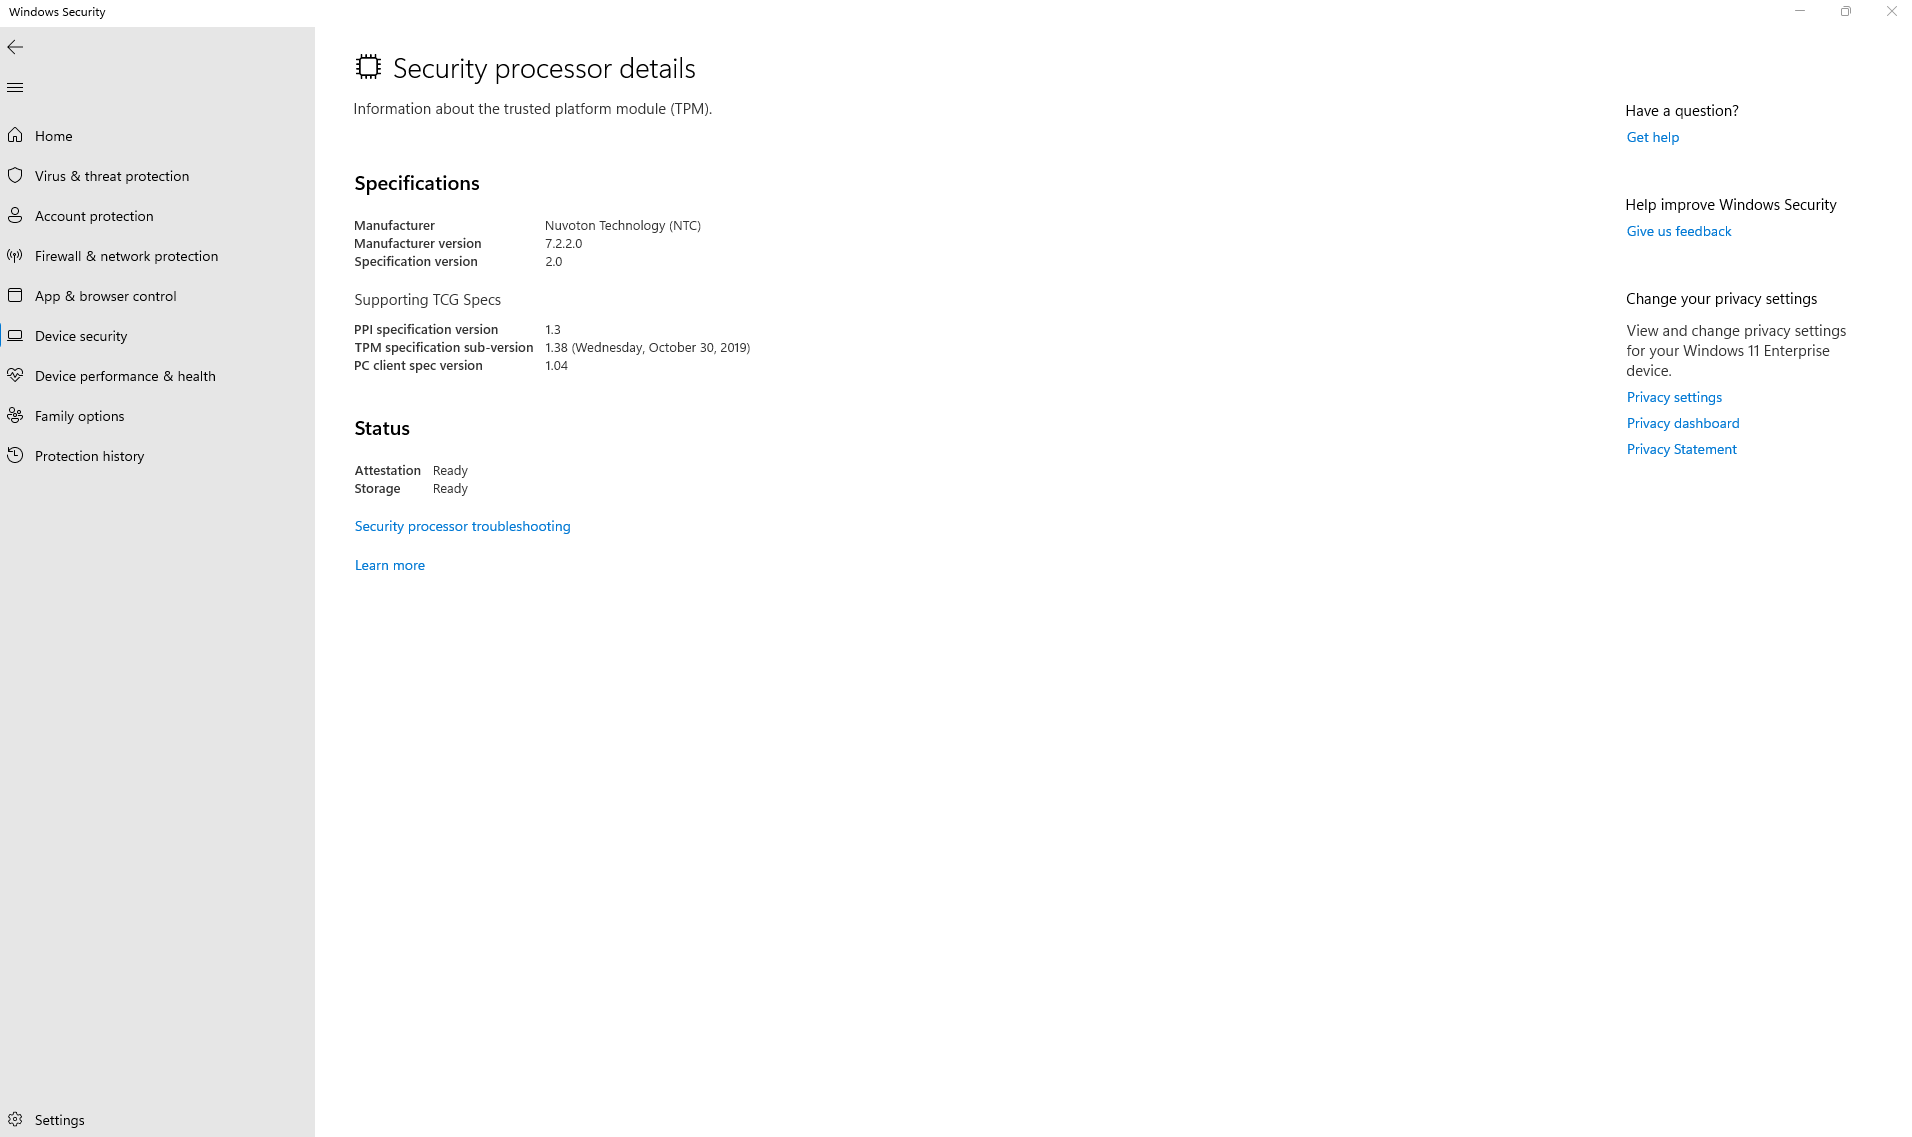 Windows Security
Home
Virus & threat protection
Account protection
Firewall & network protection
App & browser control
Device security
Device performance & health
Family options
Protection history
Settings
Security processor details
Information about the trusted platform module (TPM).
Specifications
Manufacturer Nuvoton Technology (NTC)
Manufacturer version 7.2.2.0
Specification version 2.0
Supporting TCG Specs
PPI specification version 1.3
TPM specification sub-version 1.38 (Wednesday, October 30, 2019)
PC client spec version 1.04
Status
Attestation Ready
Storage Ready
Security processor troubleshooting
Learn more
Have a question?
Get help
Help improve Windows Security
Give us feedback
Change your privacy settings
View and change privacy settings
for your Windows 11 Enterprise
device.
Privacy settings
Privacy dashboard
Privacy Statement